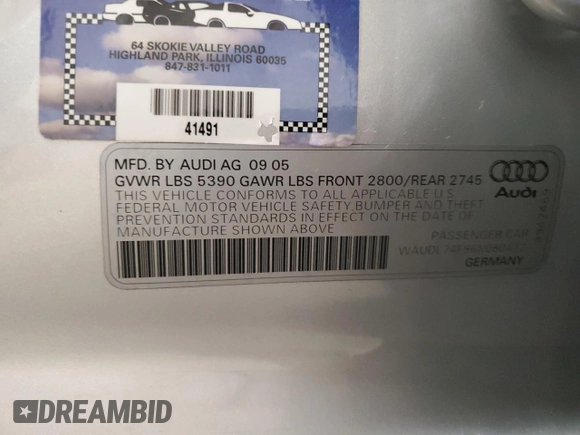 64 SKOKIE VALLEY ROAD
HIGHLAND PARK, ILLINOIS 60035
847-831-1011
41491
MFD. BY AUDI AG 09 05
GVWR LBS 5390 GAWR LBS FRONT 2800/REAR 2745
THIS VEHICLE CONFORMS TO ALL APPLICABLE U.S
FEDERAL MOTOR VEHICLE SAFETY BUMPER AND THEFT
PREVENTION STANDARDS IN EFFECT ON THE DATE OF
MANUFACTURE SHOWN ABOVE
Audi
PASSENGER CAR
DREAMBID